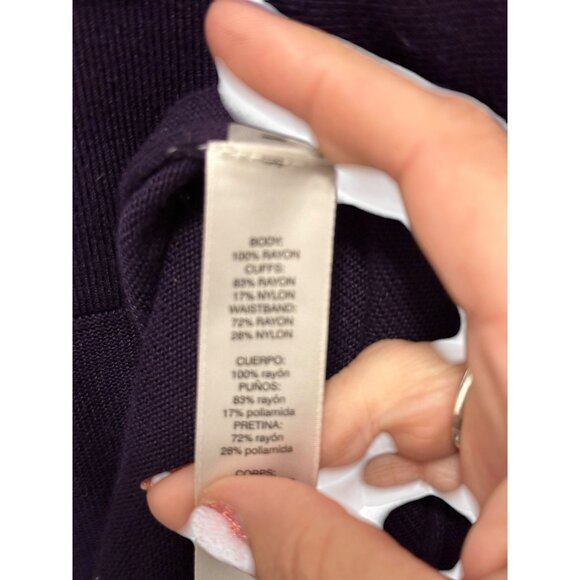 BODY:
100% RAYON
CUFFS:
83% RAYON
17% NYLON
WAISTBAND:
72% RAYON
28% NYLON
CUERPO:
100% rayón
PUÑOS:
83% rayón
17% poliamida
PRETINA:
72% rayón
28% poliamida
CORPS: